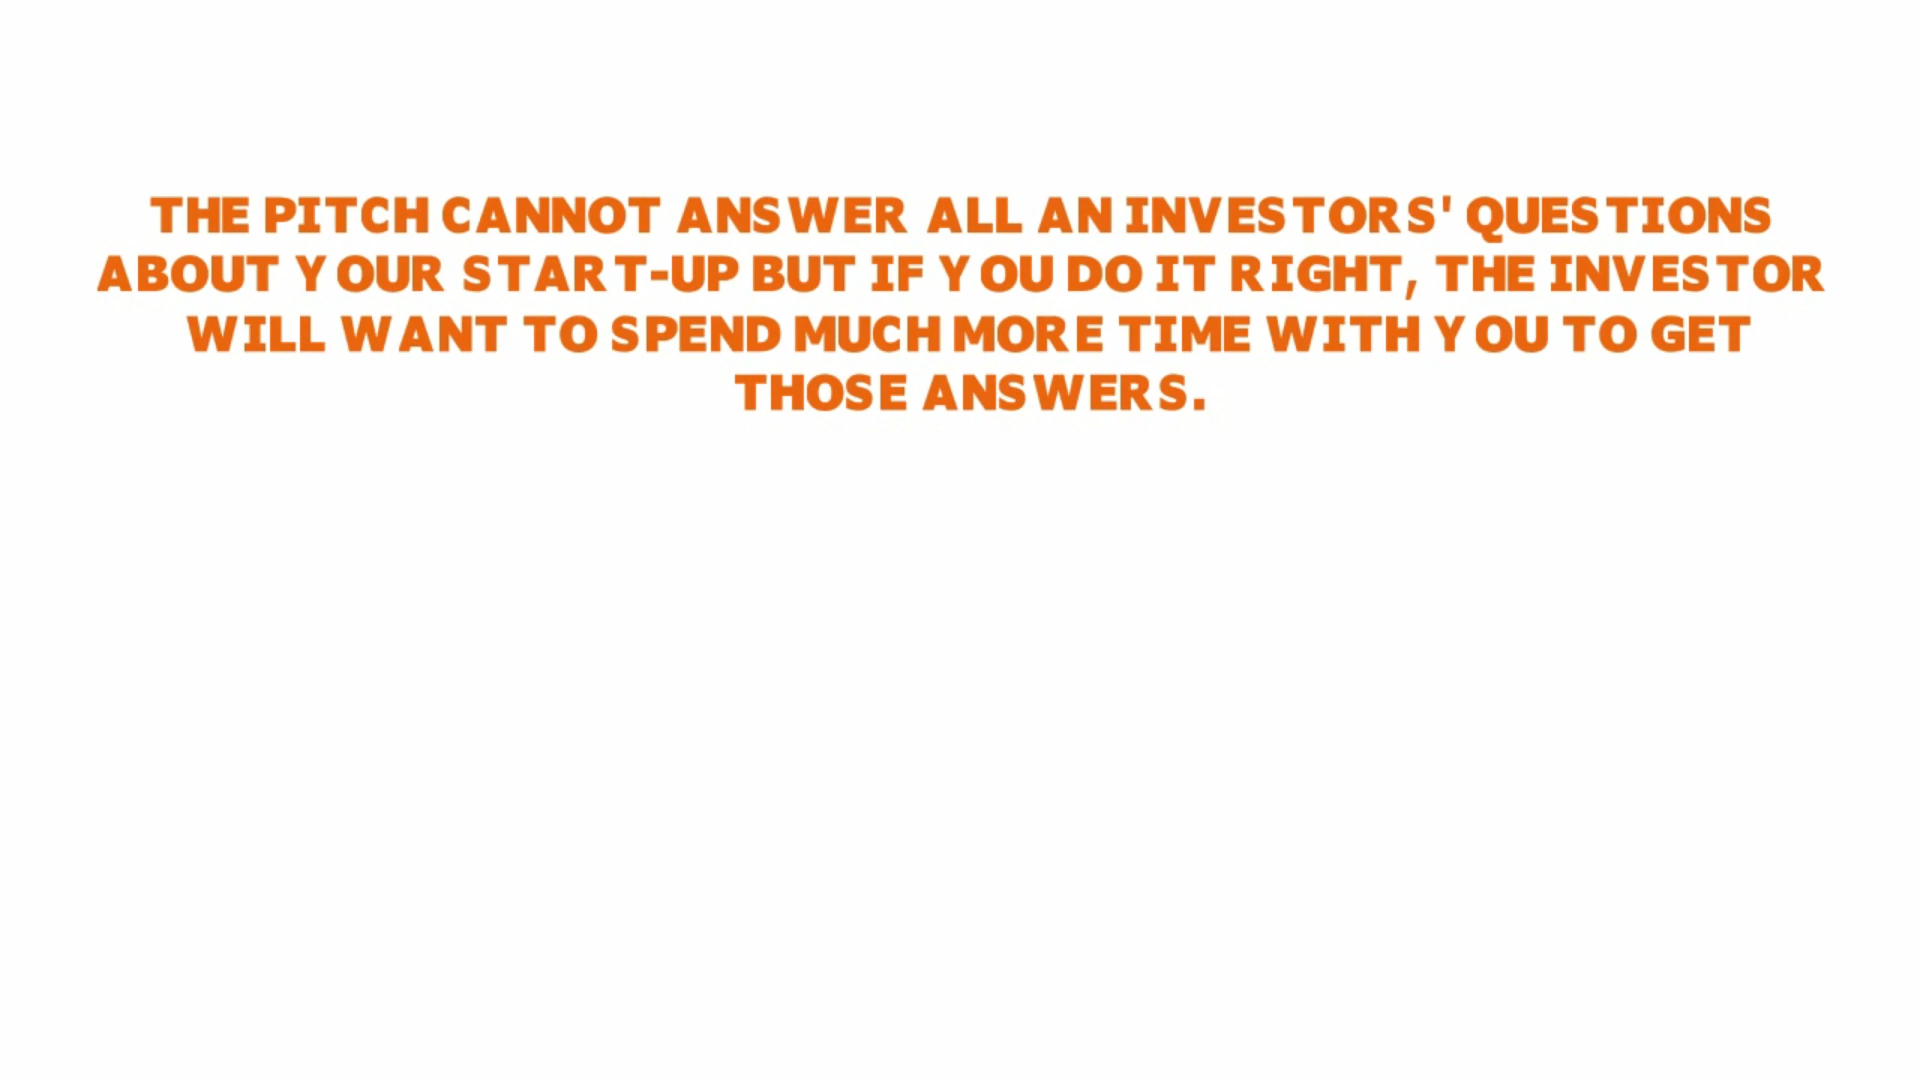 THE PITCH CANNOT ANSWER ALL AN INVESTORS' QUESTIONS
ABOUT YOUR START-UP BUT IF YOU DO IT RIGHT, THE INVESTOR
WILL WANT TO SPEND MUCH MORE TIME WITH YOU TO GET
THOSE ANSWERS.